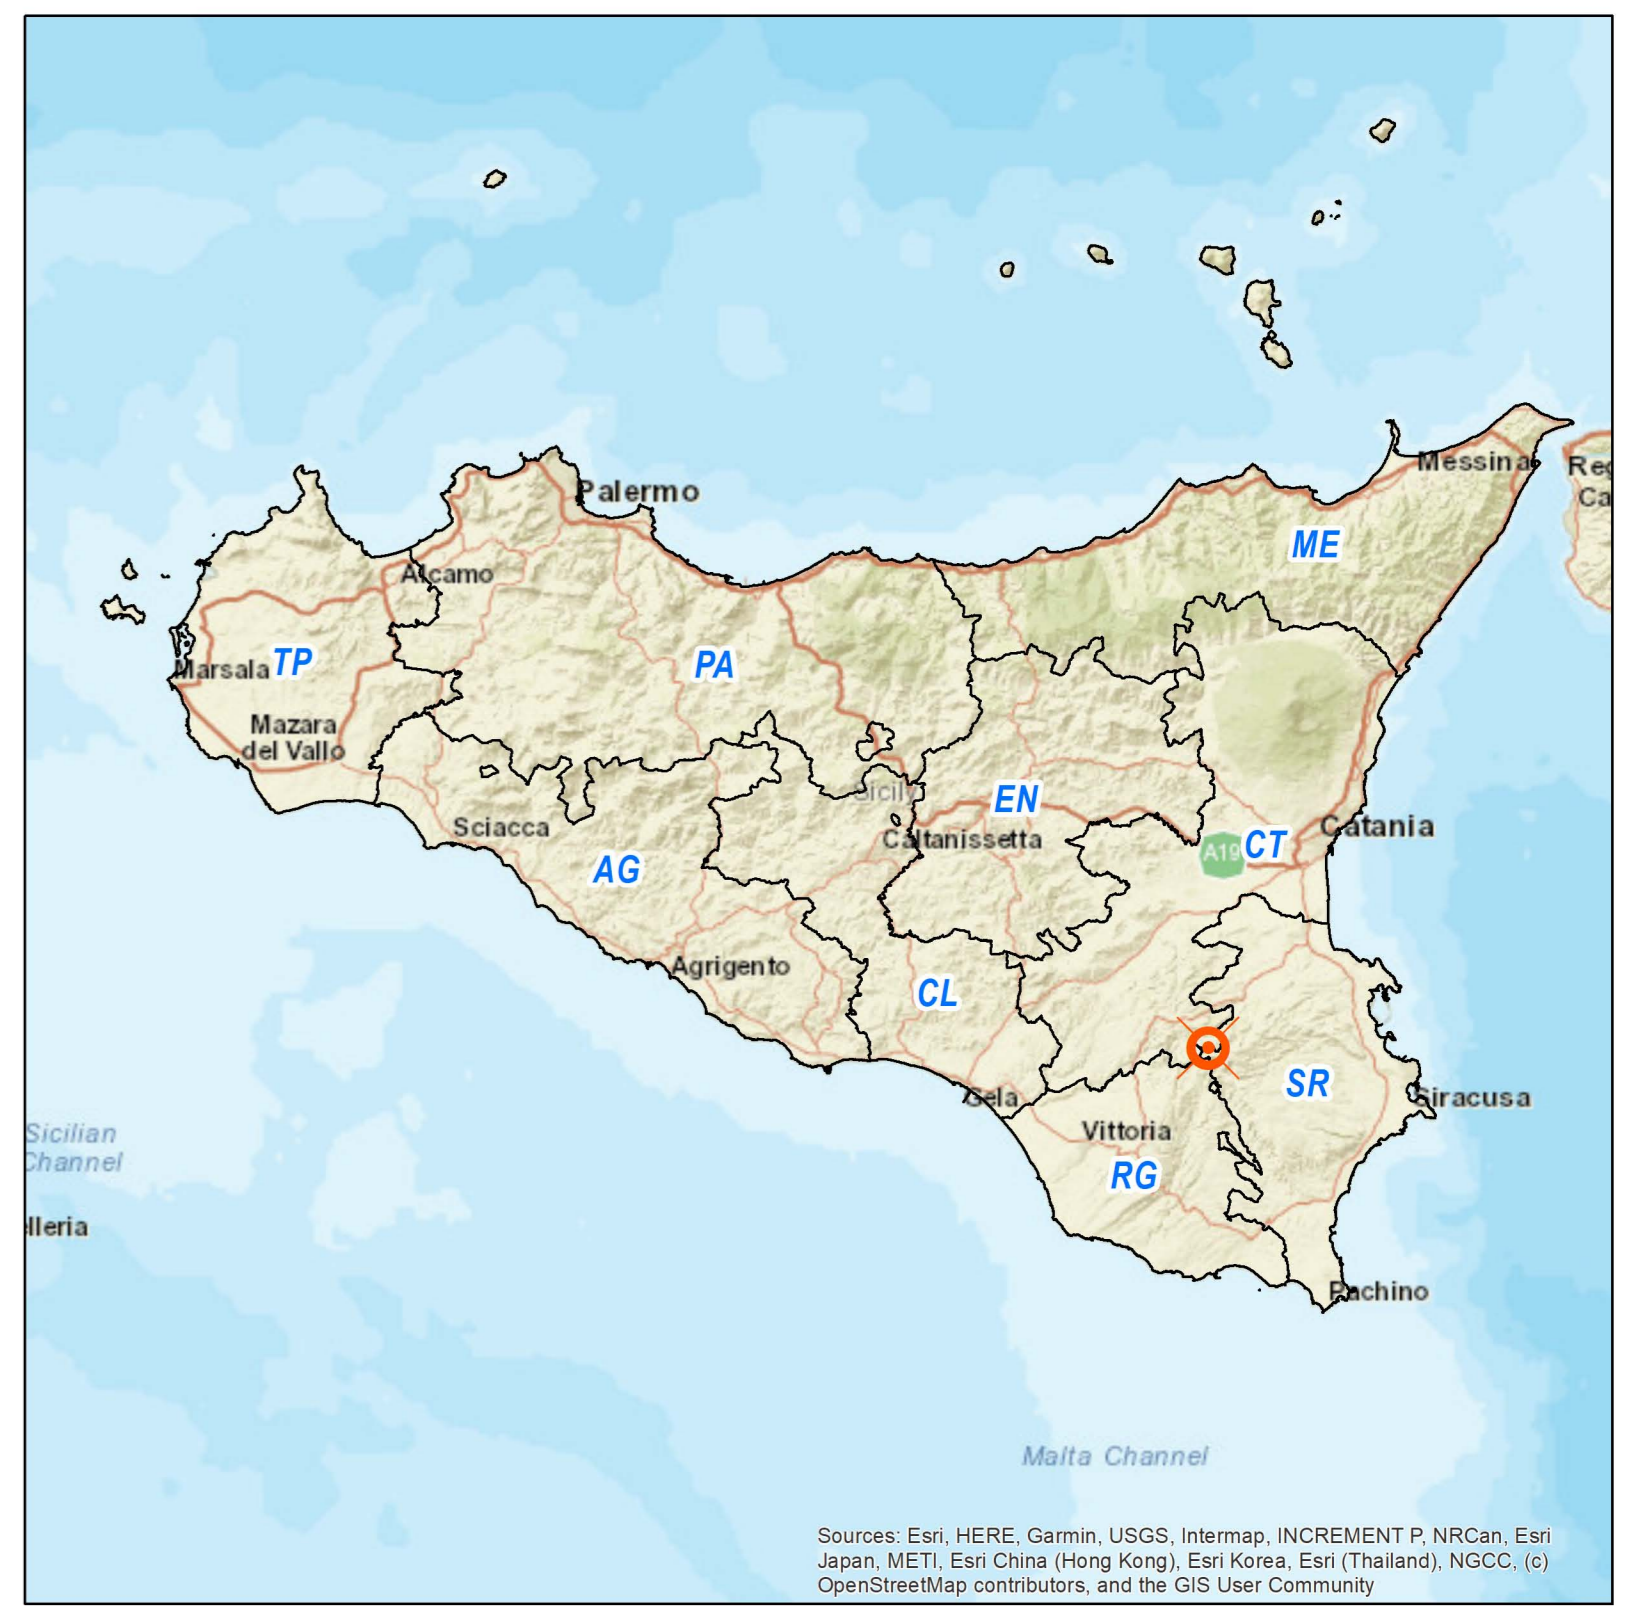 Palermo
Messina
Reg
Ca
ME
Alcamo
Marsala
TP
PA
Mazara
del Vallo
Sicily
EN
Sciacca
Caltanissetta
A19
CT
Catania
AG
Agrigento
CL
SR
Gela
Siracusa
Vittoria
Sicilian
Channel
RG
lleria
Pachino
Malta Channel
Sources: Esri, HERE, Garmin, USGS, Intermap, INCREMENT P, NRCan, Esri
Japan, METI, Esri China (Hong Kong), Esri Korea, Esri (Thailand), NGCC, (c)
OpenStreetMap contributors, and the GIS User Community